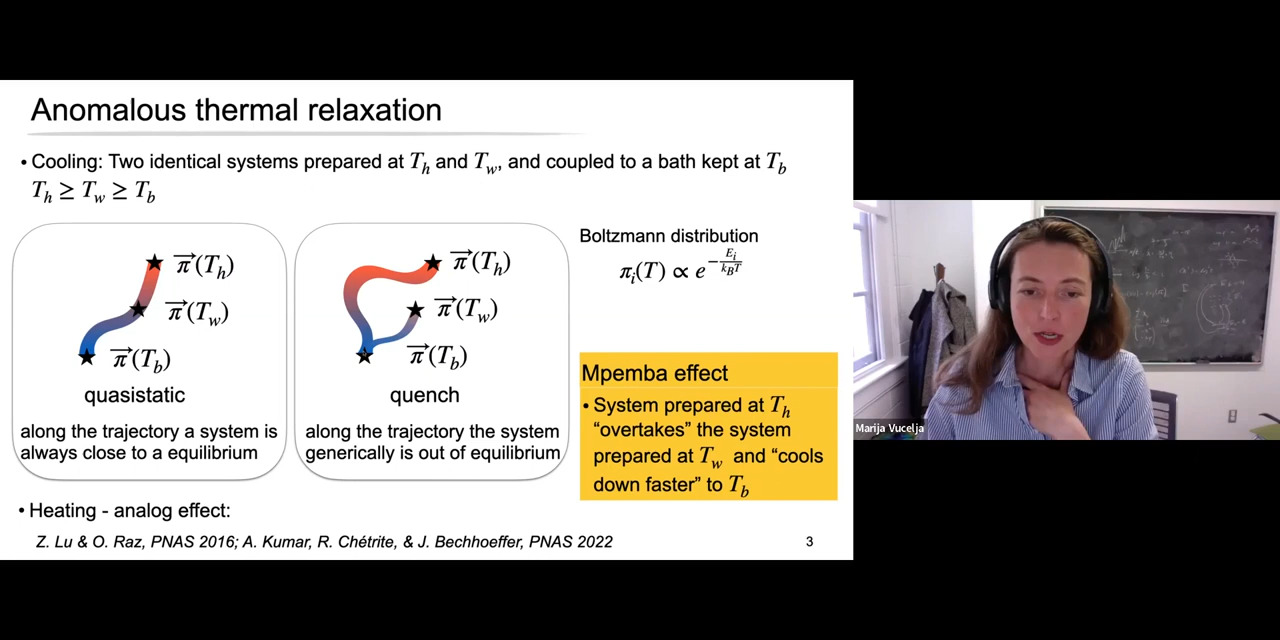 Anomalous thermal relaxation
• Cooling: Two identical systems prepared at T_h and T_w, and coupled to a bath kept at T_b
T_h ≥ T_w ≥ T_b
π⃗(T_h)
π⃗(T_w)
π⃗(T_b)
quasistatic
along the trajectory a system is
always close to a equilibrium
π⃗(T_h)
π⃗(T_w)
π⃗(T_b)
quench
along the trajectory the system
generically is out of equilibrium
Boltzmann distribution
π_i(T) ∝ e^{-E_i/(k_BT)}
Mpemba effect
• System prepared at T_h
“overtakes” the system
prepared at T_w and “cools
down faster” to T_b
• Heating - analog effect:
Z. Lu & O. Raz, PNAS 2016; A. Kumar, R. Chétrite, & J. Bechhoeffer, PNAS 2022
3
Marija Vucelja